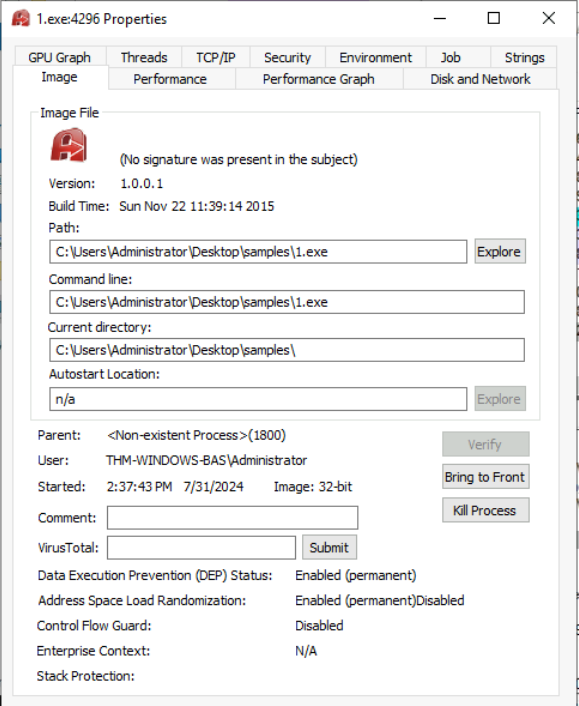 1.exe:4296 Properties
GPU Graph Threads TCP/IP Security Environment Job Strings
Image Performance Performance Graph Disk and Network
Image File
(No signature was present in the subject)
Version: 1.0.0.1
Build Time: Sun Nov 22 11:39:14 2015
Path:
C:\Users\Administrator\Desktop\samples\1.exe Explore
Command line:
C:\Users\Administrator\Desktop\samples\1.exe
Current directory:
C:\Users\Administrator\Desktop\samples\
Autostart Location:
n/a Explore
Parent: <Non-existent Process>(1800) Verify
User: THM-WINDOWS-BAS\Administrator
Started: 2:37:43 PM 7/31/2024 Image: 32-bit Bring to Front
Comment: Kill Process
VirusTotal: Submit
Data Execution Prevention (DEP) Status: Enabled (permanent)
Address Space Load Randomization: Enabled (permanent)Disabled
Control Flow Guard: Disabled
Enterprise Context: N/A
Stack Protection: